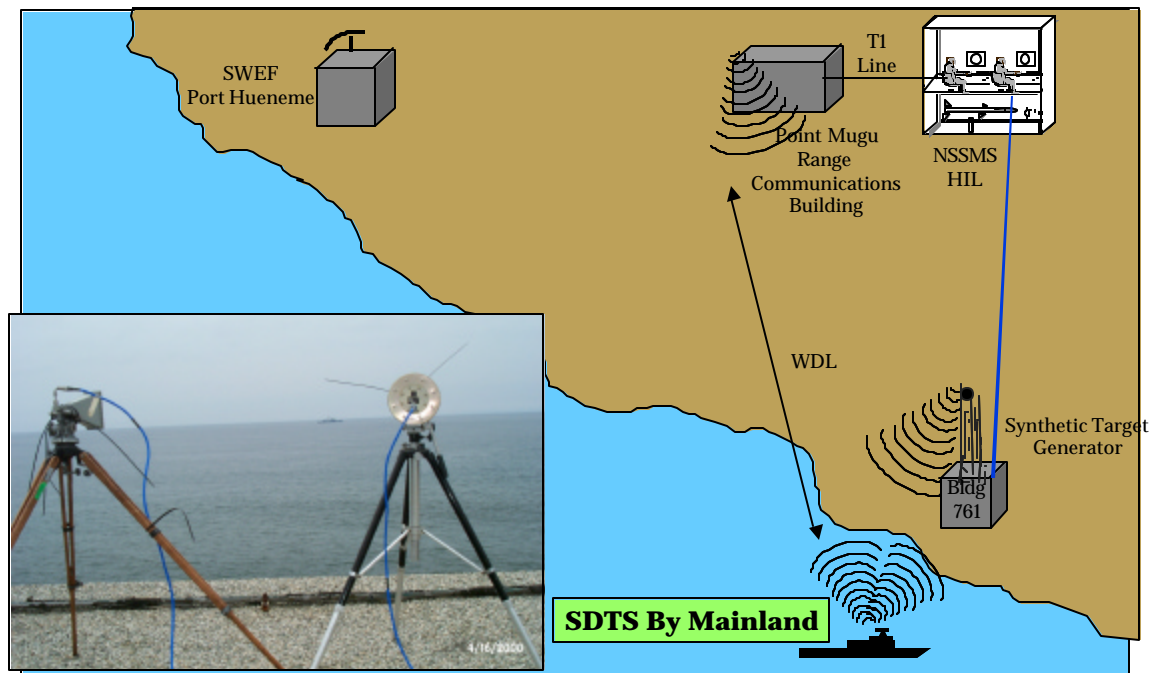 SWEF
Port Hueneme
T1
Line
Point Mugu
Range
Communications
Building
NSSMS
HIL
WDL
Synthetic Target
Generator
Bldg
761
SDTS By Mainland
4/16/2000